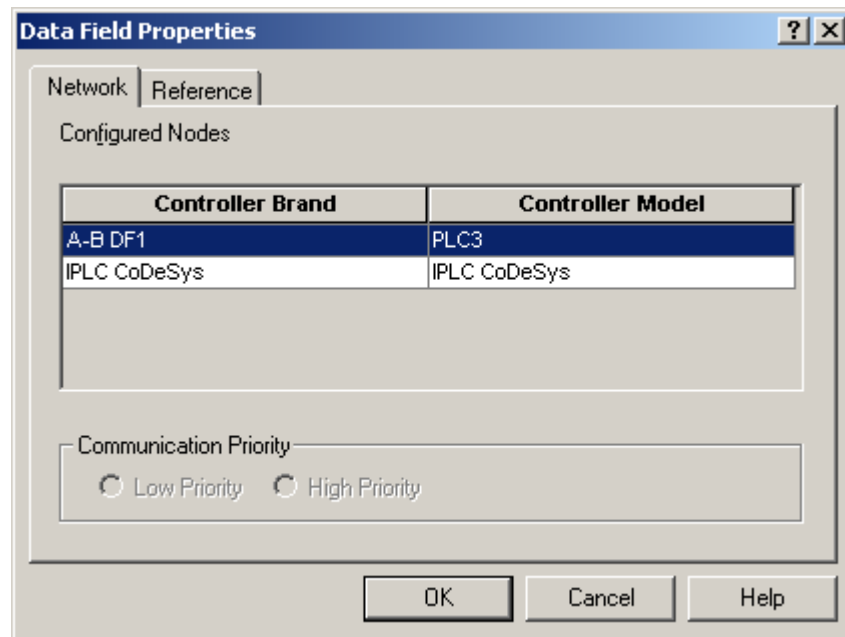 Data Field Properties
Network Reference
Configured Nodes
Controller Brand Controller Model
A-B DF1 PLC3
IPLC CoDeSys IPLC CoDeSys
Communication Priority
Low Priority High Priority
OK Cancel Help